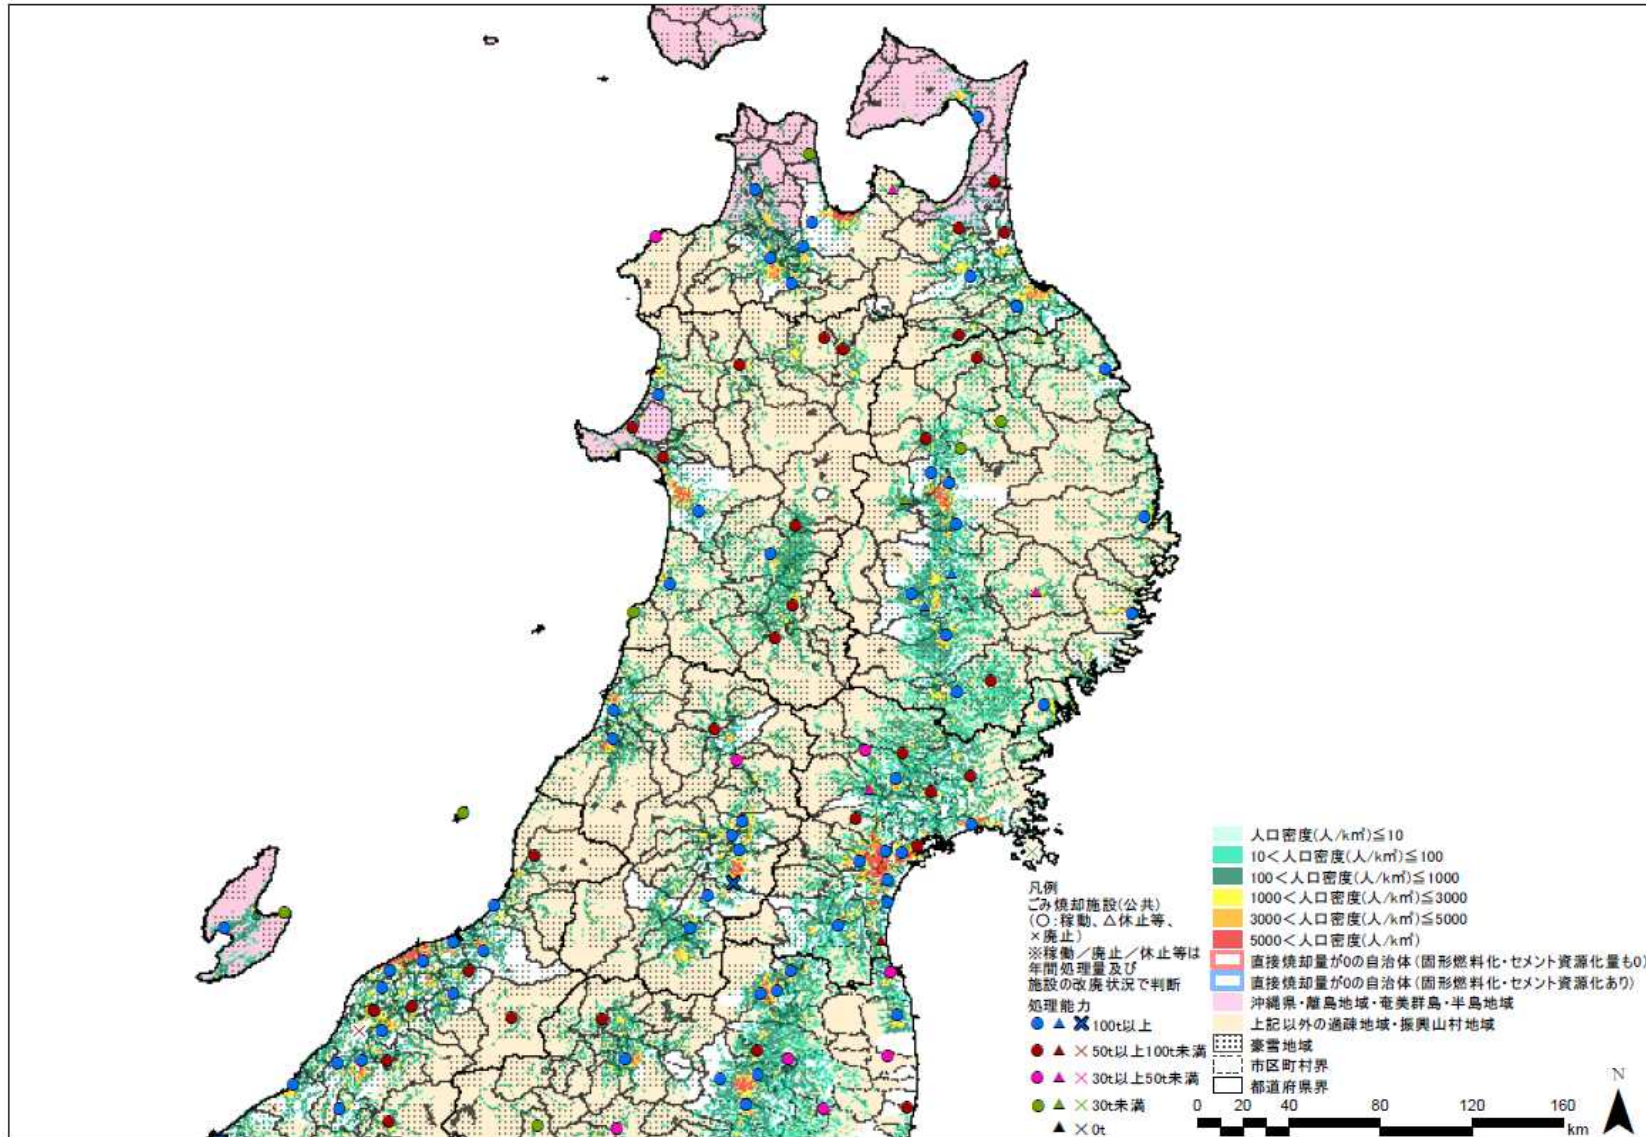 人口密度(人/km²)≦10
10<人口密度(人/km²)≦100
100<人口密度(人/km²)≦1000
1000<人口密度(人/km²)≦3000
3000<人口密度(人/km²)≦5000
5000<人口密度(人/km²)
直接焼却量が0の自治体(固形燃料化・セメント資源化量も0)
直接焼却量が0の自治体(固形燃料化・セメント資源化あり)
沖縄県・離島地域・奄美群島・半島地域
上記以外の過疎地域・振興山村地域
豪雪地域
市区町村界
都道府県界
凡例
ごみ焼却施設(公共)
(○:稼動、△休止等、
×廃止)
※稼働/廃止/休止等は
年間処理量及び
施設の改廃状況で判断
処理能力
100t以上
50t以上100t未満
30t以上50t未満
30t未満
0t
0 20 40 80 120 160
km
N